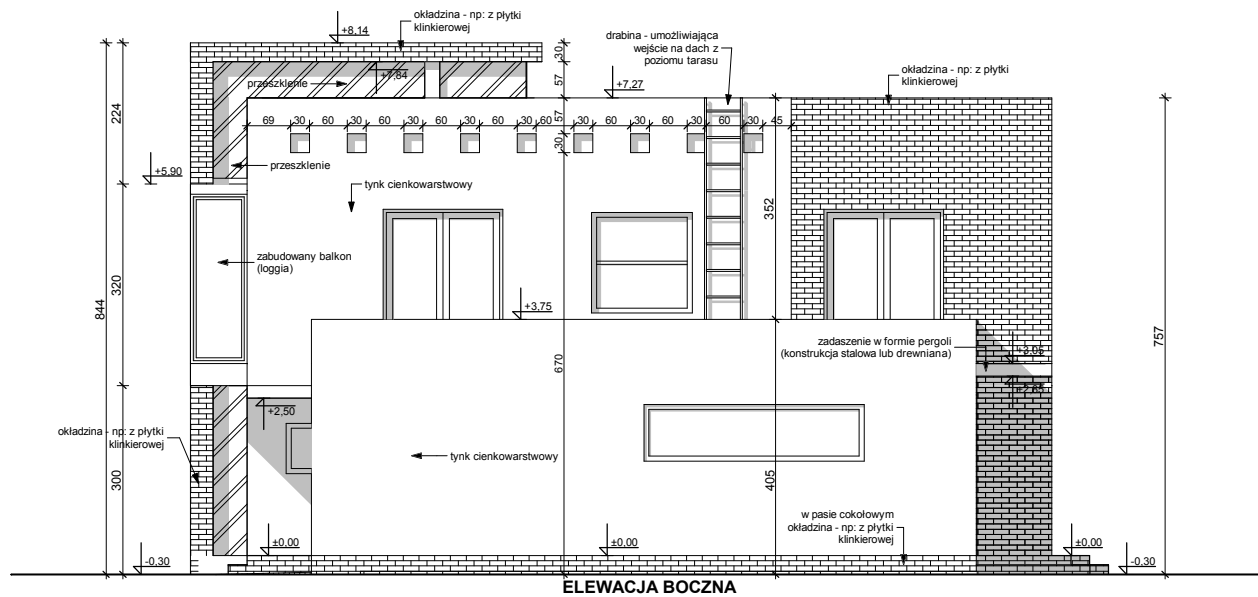 okładzina - np: z płytki
klinkierowej
+8,14
drabina - umożliwiająca
wejście na dach z
poziomu tarasu
okładzina - np: z płytki
klinkierowej
30
+7,84
przeszklenie
57
+7,27
224
57
69 30 60 30 60 30 60 30 60 30 60 30 60 30 60 30 60 30 60 30 45
30
+5,90
przeszklenie
tynk cienkowarstwowy
352
zabudowany balkon
(loggia)
320
844
+3,75
757
zadaszenie w formie pergoli
(konstrukcja stalowa lub drewniana)
+3,05
670
+2,65
+2,50
okładzina - np: z płytki
klinkierowej
tynk cienkowarstwowy
300
405
w pasie cokołowym
okładzina - np: z płytki
klinkierowej
±0,00
±0,00
±0,00
-0,30
-0,30
ELEWACJA BOCZNA